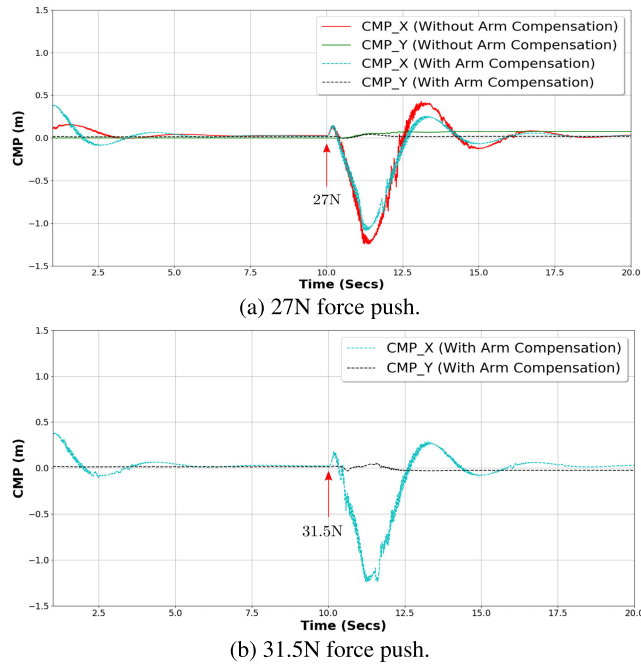 1.5
1.0
0.5
0.0
−0.5
−1.0
−1.5
CMP (m)
CMP_X (Without Arm Compensation)
CMP_Y (Without Arm Compensation)
CMP_X (With Arm Compensation)
CMP_Y (With Arm Compensation)
27N
2.5 5.0 7.5 10.0 12.5 15.0 17.5 20.0
Time (Secs)
(a) 27N force push.
1.5
1.0
0.5
0.0
−0.5
−1.0
−1.5
CMP (m)
CMP_X (With Arm Compensation)
CMP_Y (With Arm Compensation)
31.5N
2.5 5.0 7.5 10.0 12.5 15.0 17.5 20.0
Time (Secs)
(b) 31.5N force push.